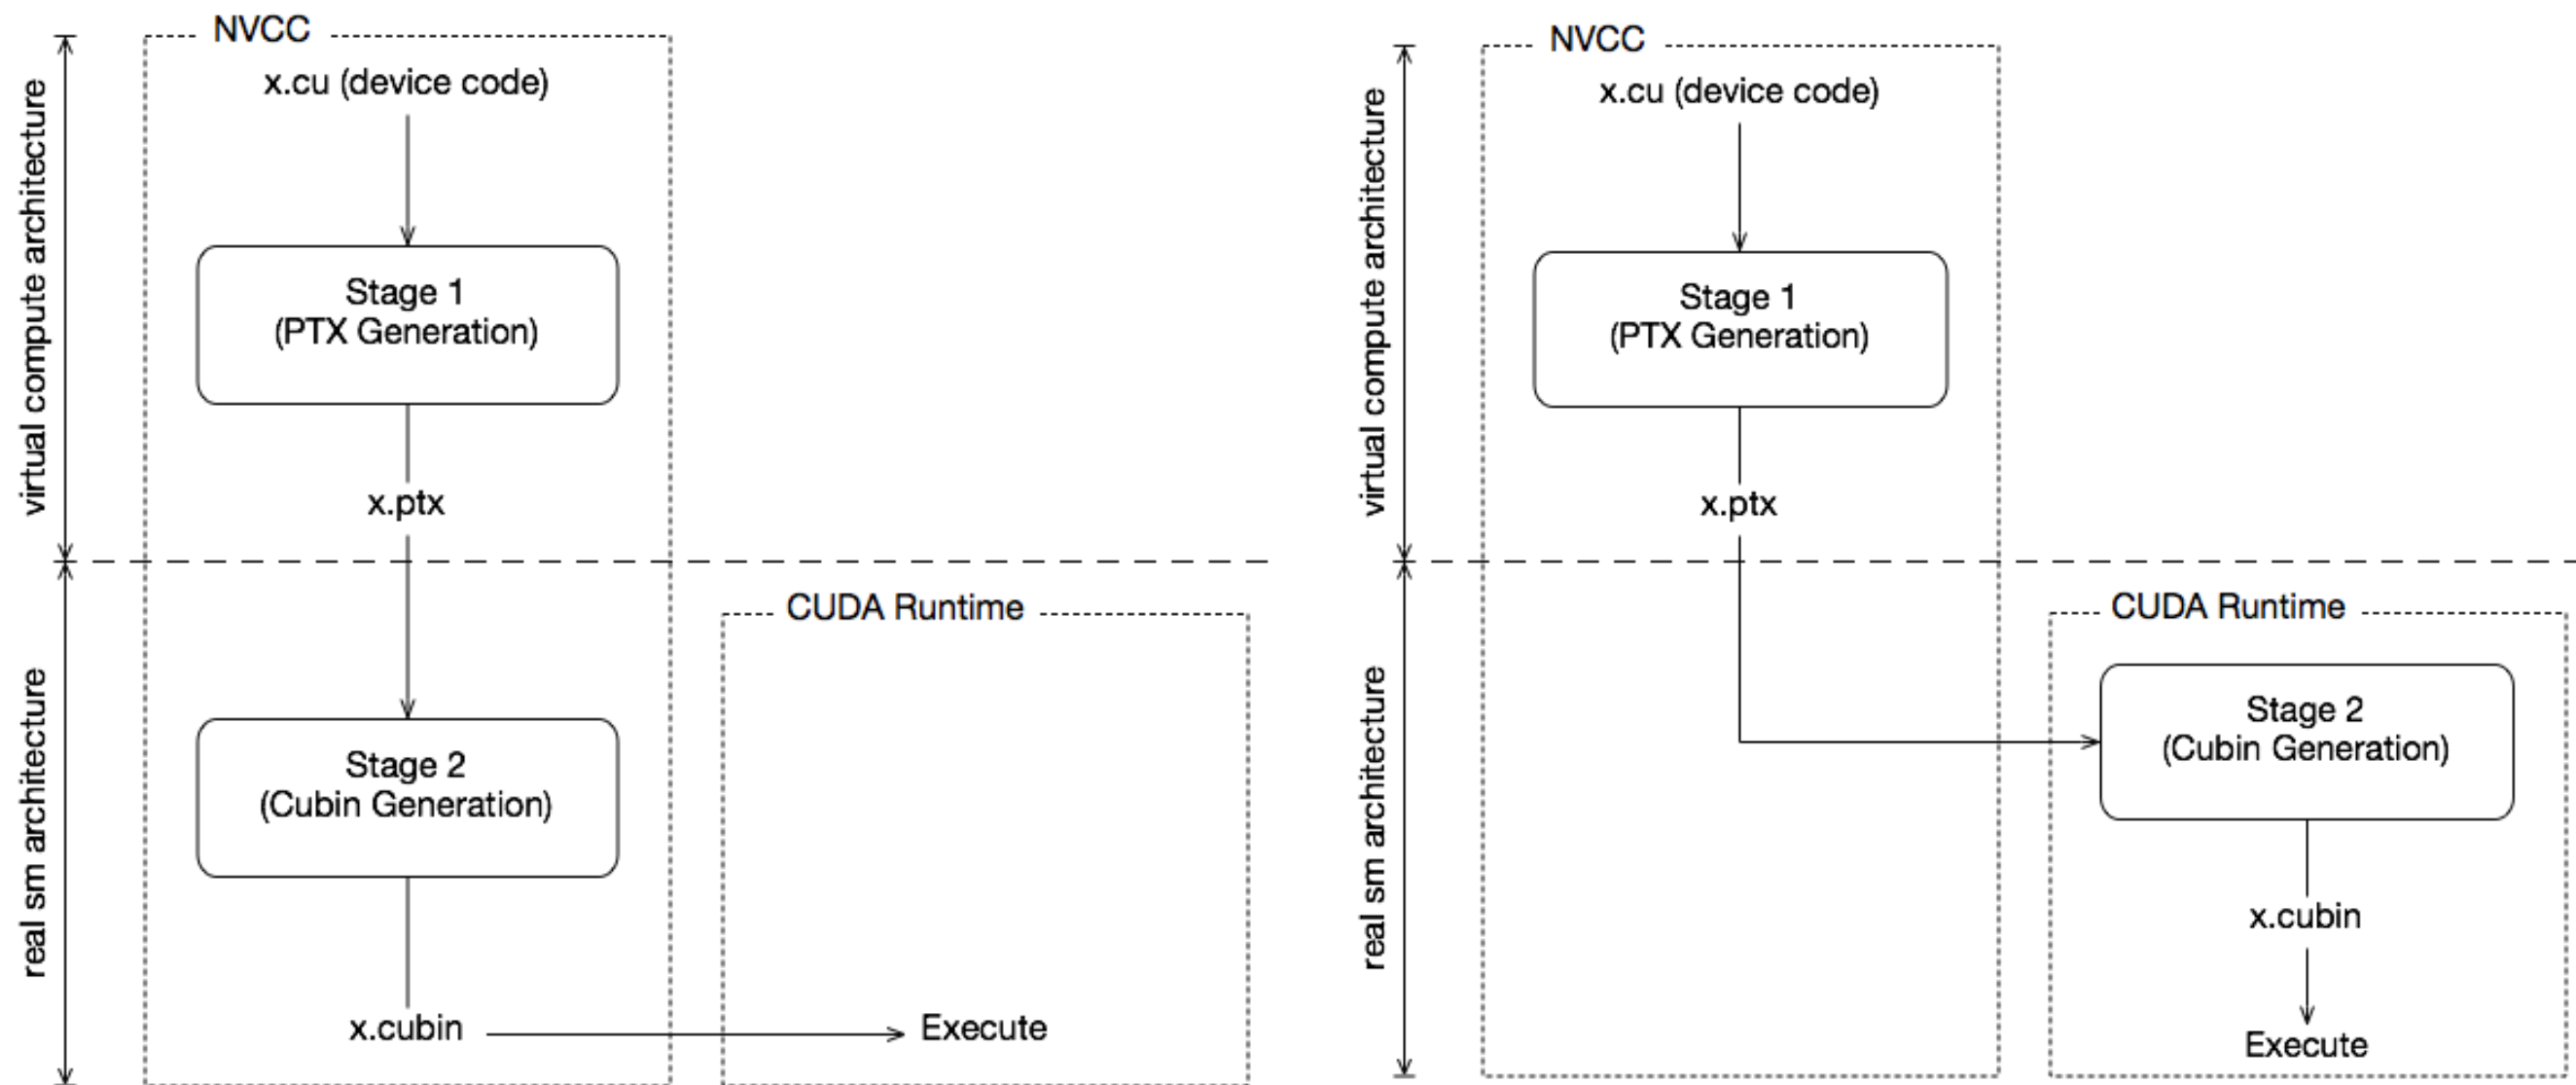 NVCC
x.cu (device code)
virtual compute architecture
Stage 1
(PTX Generation)
x.ptx
real sm architecture
Stage 2
(Cubin Generation)
x.cubin
CUDA Runtime
Execute
NVCC
x.cu (device code)
virtual compute architecture
Stage 1
(PTX Generation)
x.ptx
real sm architecture
CUDA Runtime
Stage 2
(Cubin Generation)
x.cubin
Execute